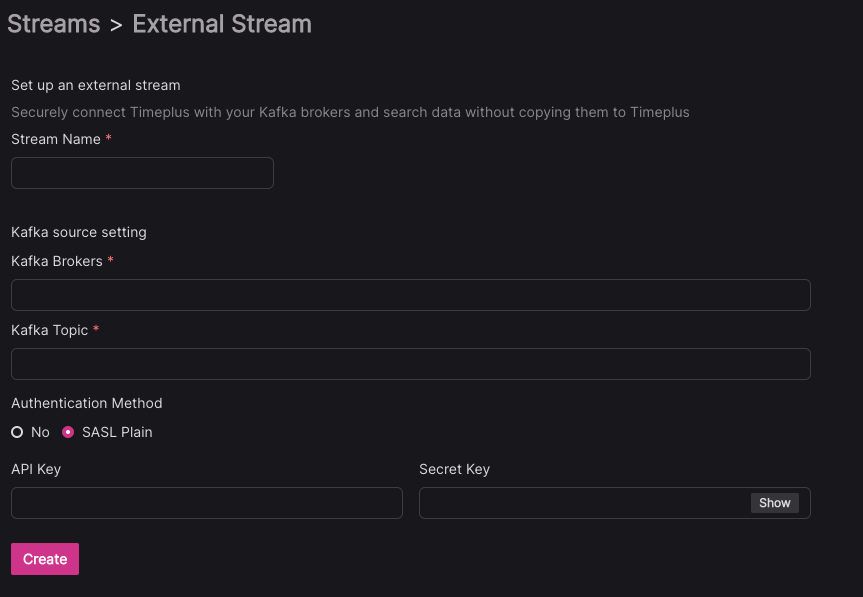 Streams > External Stream
Set up an external stream
Securely connect Timeplus with your Kafka brokers and search data without copying them to Timeplus
Stream Name *
Kafka source setting
Kafka Brokers *
Kafka Topic *
Authentication Method
No SASL Plain
API Key Secret Key
Show
Create